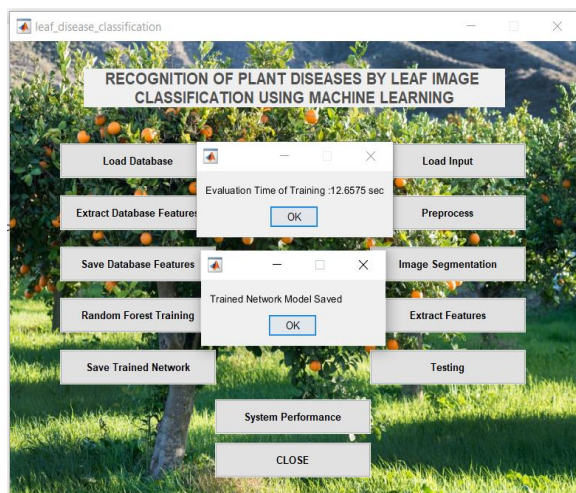 leaf_disease_classification
RECOGNITION OF PLANT DISEASES BY LEAF IMAGE
CLASSIFICATION USING MACHINE LEARNING
Load Database
Load Input
Evaluation Time of Training :12.6575 sec
OK
Extract Database Features
Preprocess
Save Database Features
Image Segmentation
Trained Network Model Saved
OK
Random Forest Training
Extract Features
Save Trained Network
Testing
System Performance
CLOSE